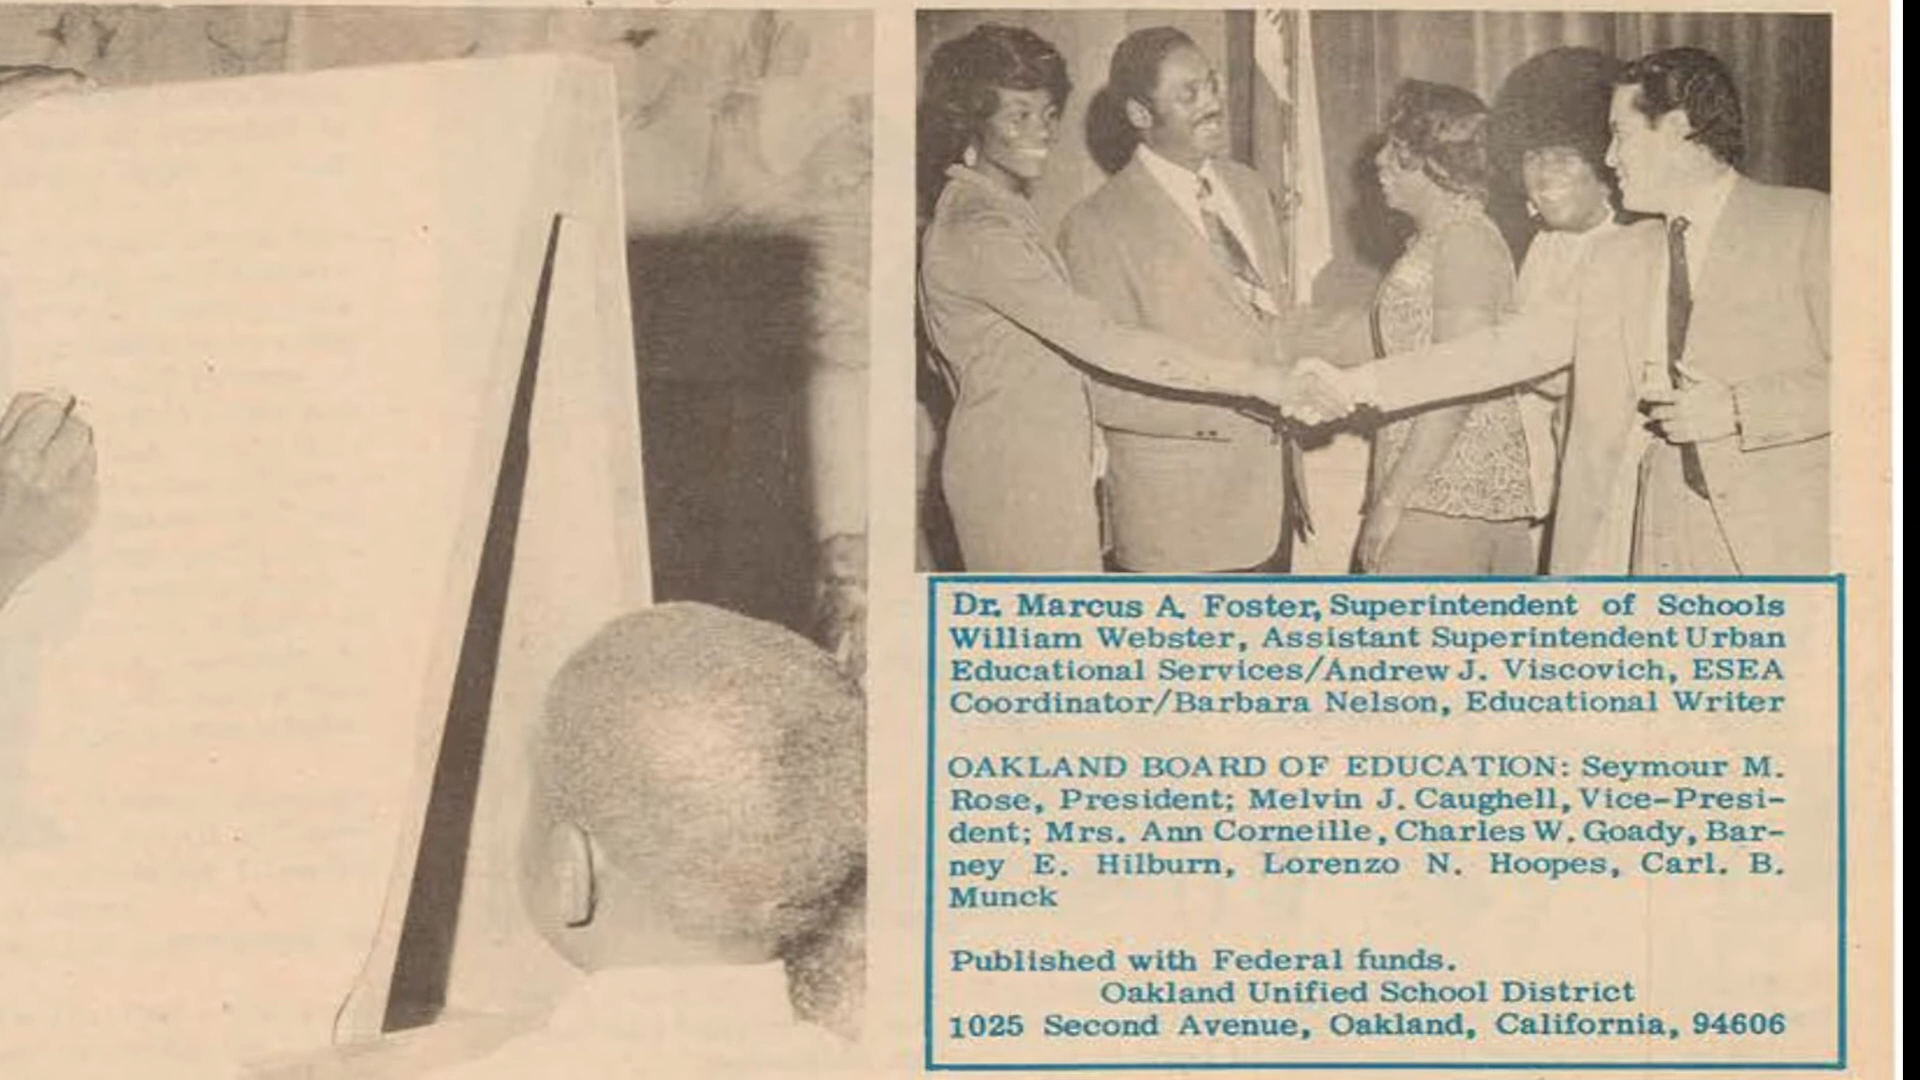 Dr. Marcus A. Foster, Superintendent of Schools
William Webster, Assistant Superintendent Urban
Educational Services/Andrew J. Viscovich, ESEA
Coordinator/Barbara Nelson, Educational Writer
OAKLAND BOARD OF EDUCATION: Seymour M.
Rose, President; Melvin J. Caughell, Vice-Presi-
dent; Mrs. Ann Corneille, Charles W. Goady, Bar-
ney E. Hilburn, Lorenzo N. Hoopes, Carl. B.
Munck
Published with Federal funds.
Oakland Unified School District
1025 Second Avenue, Oakland, California, 94606